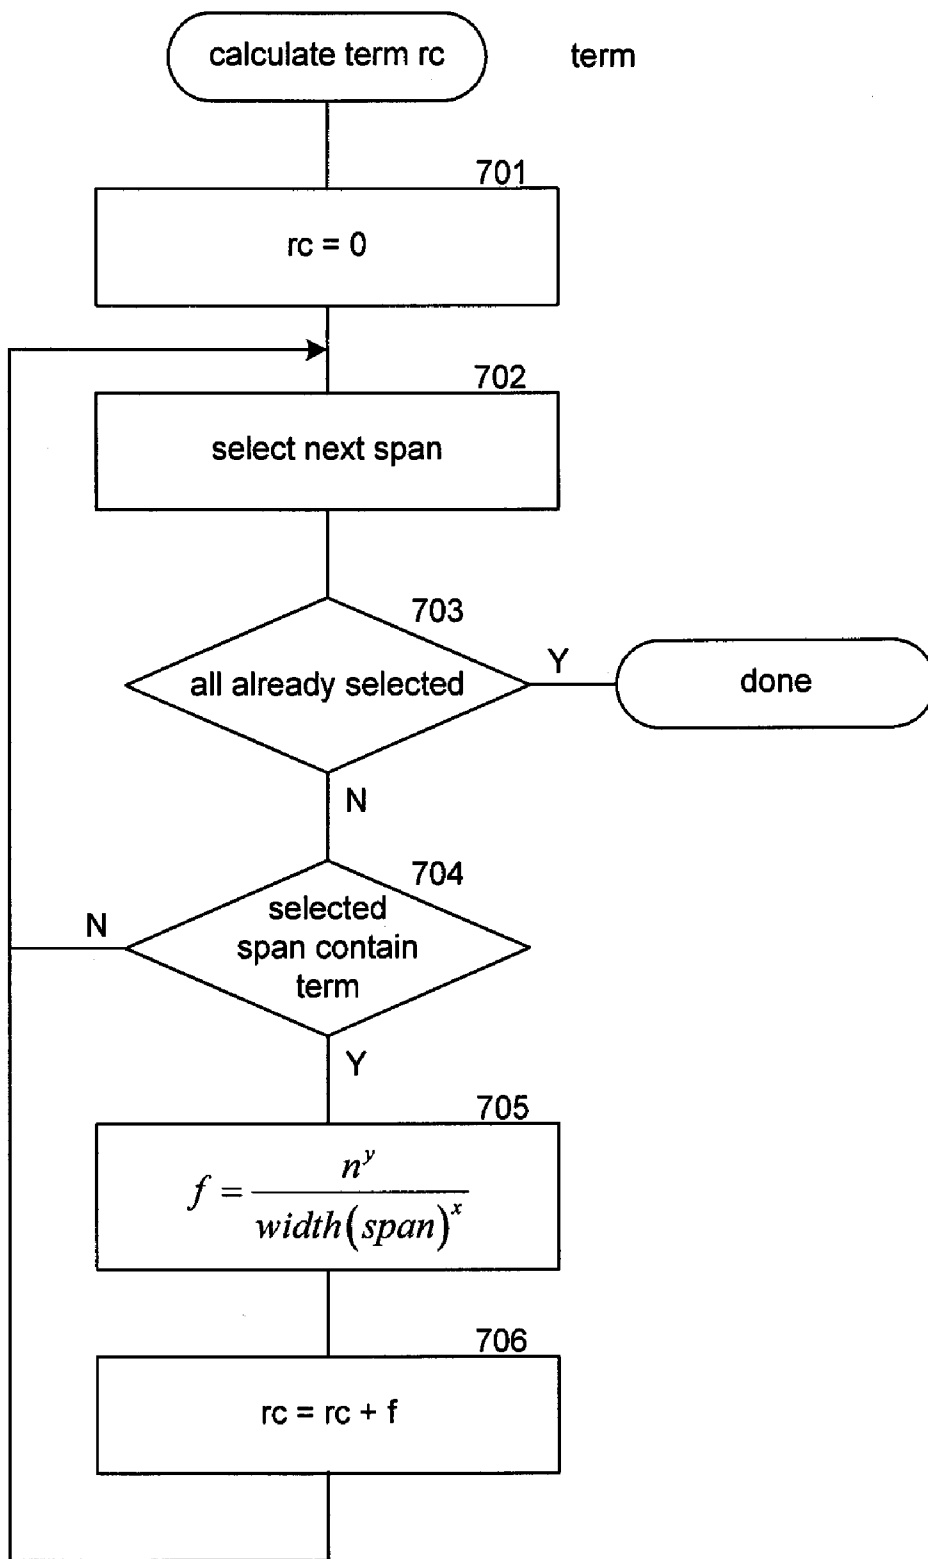 calculate term rc
term
701
rc = 0
702
select next span
703
all already selected
Y
done
N
704
selected
span contain
term
N
Y
705
f = n^y / width(span)^x
706
rc = rc + f